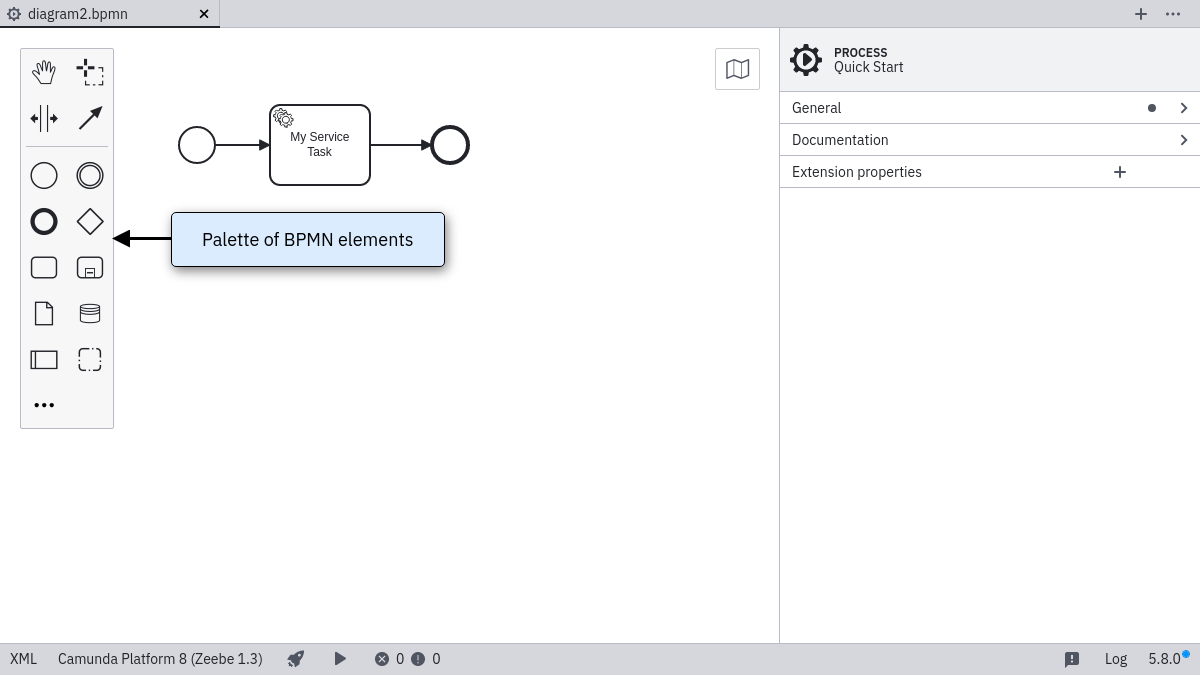 diagram2.bpmn
PROCESS
Quick Start
General
Documentation
Extension properties
My Service
Task
Palette of BPMN elements
XML
Camunda Platform 8 (Zeebe 1.3)
0
0
Log
5.8.0